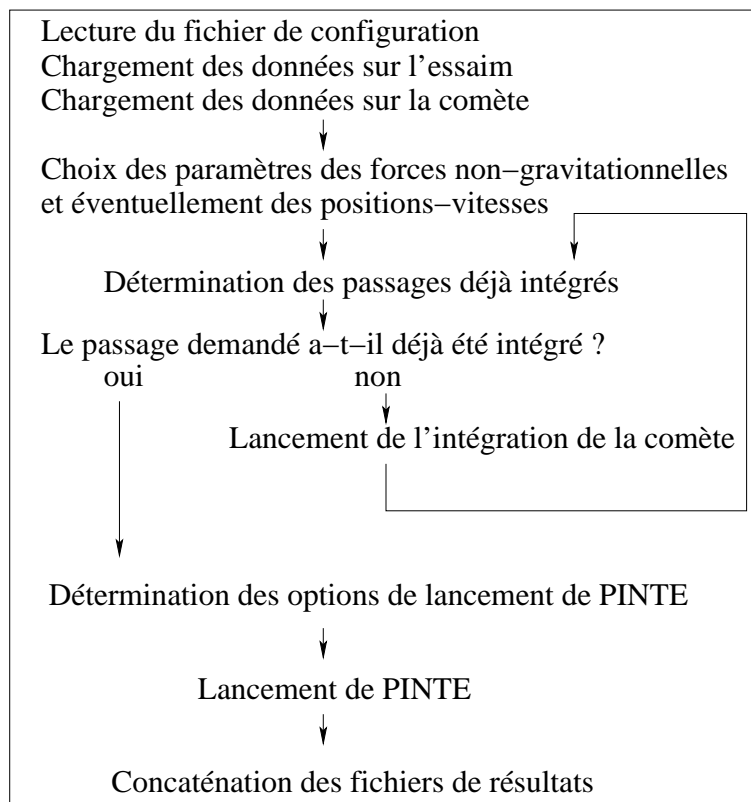 Lecture du fichier de configuration
Chargement des données sur l'essaim
Chargement des données sur la comète
Choix des paramètres des forces non−gravitationnelles
et éventuellement des positions−vitesses
Détermination des passages déjà intégrés
Le passage demandé a−t−il déjà été intégré ?
oui non
Lancement de l'intégration de la comète
Détermination des options de lancement de PINTE
Lancement de PINTE
Concaténation des fichiers de résultats